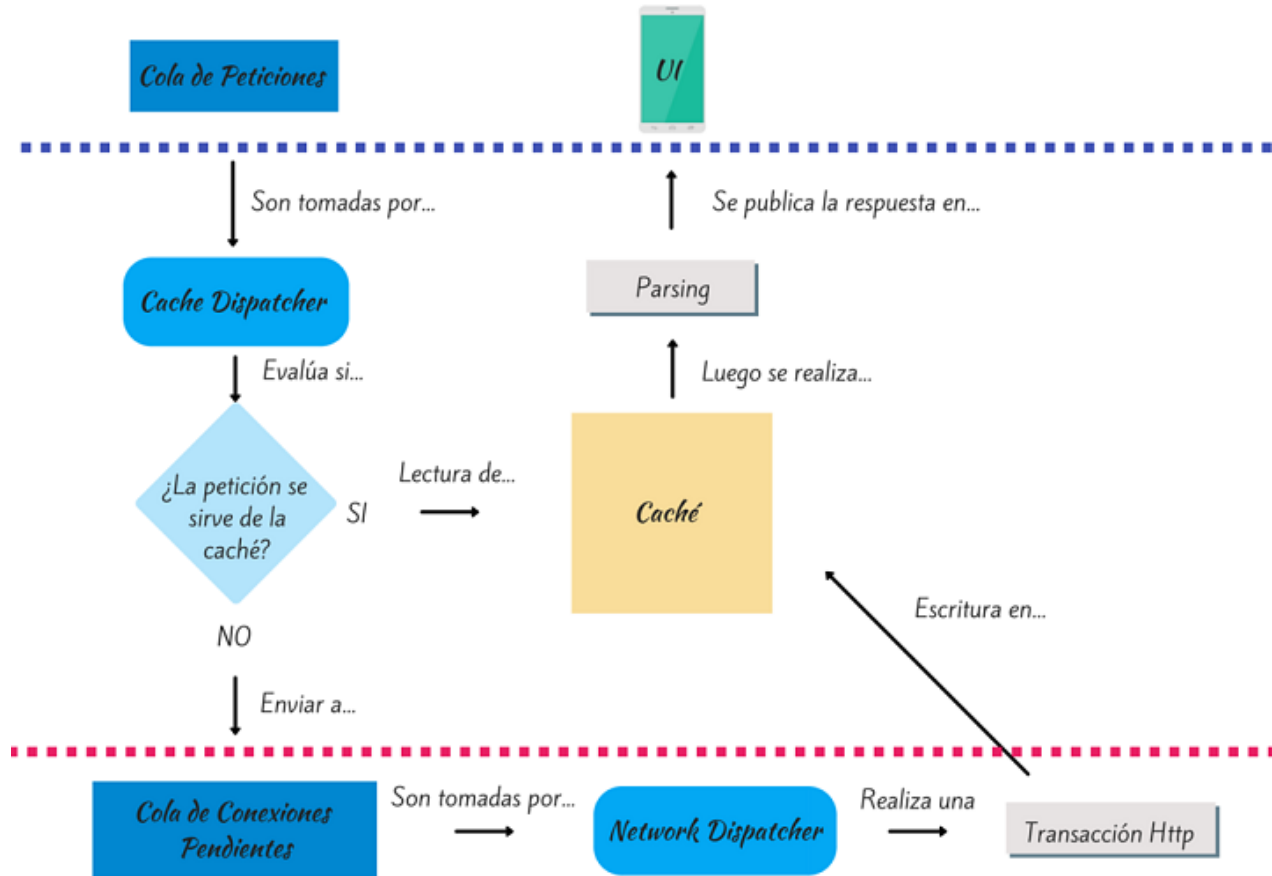 Cola de Peticiones
UI
Son tomadas por...
Se publica la respuesta en...
Cache Dispatcher
Parsing
Evalúa si...
Luego se realiza...
¿La petición se
sirve de la
caché?
SI
Lectura de...
Caché
NO
Escritura en...
Enviar a...
Cola de Conexiones
Pendientes
Son tomadas por...
Network Dispatcher
Realiza una
Transacción Http